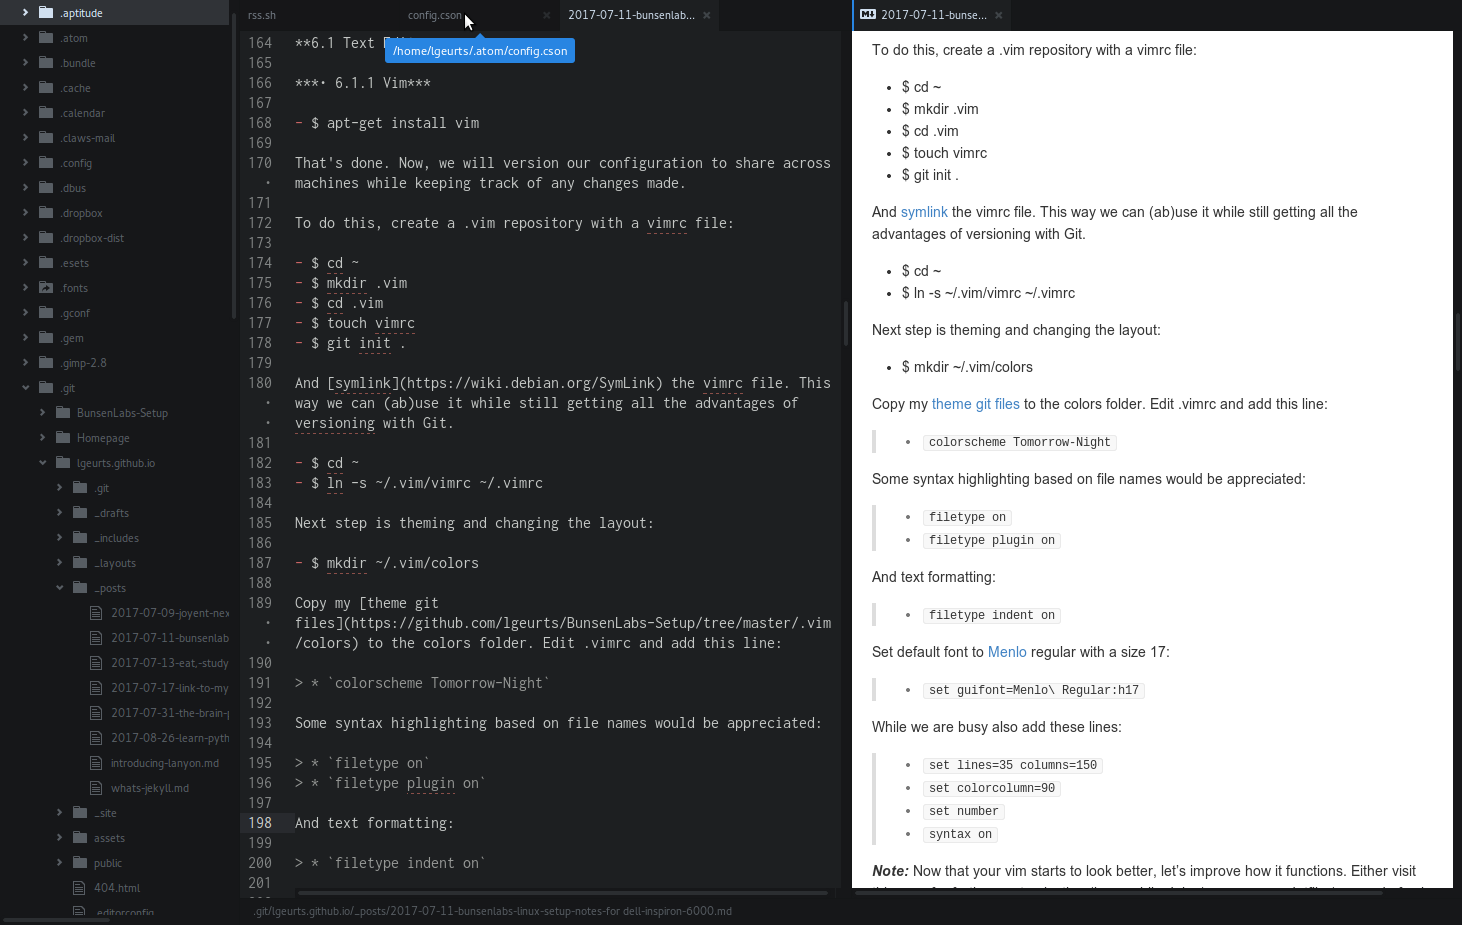 .aptitude
.atom
.bundle
.cache
.calendar
.claws-mail
.config
.dbus
.dropbox
.dropbox-dist
.esets
.fonts
.gconf
.gem
.gimp-2.8
.git
BunsenLabs-Setup
Homepage
lgeurts.github.io
.git
_drafts
_includes
_layouts
_posts
2017-07-09-joyent-nex
2017-07-11-bunsenlab
2017-07-13-eat,-study
2017-07-17-link-to-my
2017-07-31-the-brain-
2017-08-26-learn-pyth
introducing-lanyon.md
whats-jekyll.md
_site
assets
public
404.html
.editorconfig
rss.sh
config.cson
2017-07-11-bunsenlab...
/home/lgeurts/.atom/config.cson
164 **6.1 Text
165
166 ***· 6.1.1 Vim***
167
168 - $ apt-get install vim
169
170 That's done. Now, we will version our configuration to share across
· machines while keeping track of any changes made.
171
172 To do this, create a .vim repository with a vimrc file:
173
174 - $ cd ~
175 - $ mkdir .vim
176 - $ cd .vim
177 - $ touch vimrc
178 - $ git init .
179
180 And [symlink](https://wiki.debian.org/SymLink) the vimrc file. This
· way we can (ab)use it while still getting all the advantages of
· versioning with Git.
181
182 - $ cd ~
183 - $ ln -s ~/.vim/vimrc ~/.vimrc
184
185 Next step is theming and changing the layout:
186
187 - $ mkdir ~/.vim/colors
188
189 Copy my [theme git
· files](https://github.com/lgeurts/BunsenLabs-Setup/tree/master/.vim
· /colors) to the colors folder. Edit .vimrc and add this line:
190
191 > * `colorscheme Tomorrow-Night`
192
193 Some syntax highlighting based on file names would be appreciated:
194
195 > * `filetype on`
196 > * `filetype plugin on`
197
198 And text formatting:
199
200 > * `filetype indent on`
201
.git/lgeurts.github.io/_posts/2017-07-11-bunsenlabs-linux-setup-notes-for dell-inspiron-6000.md
2017-07-11-bunse...
To do this, create a .vim repository with a vimrc file:
• $ cd ~
• $ mkdir .vim
• $ cd .vim
• $ touch vimrc
• $ git init .
And symlink the vimrc file. This way we can (ab)use it while still getting all the
advantages of versioning with Git.
• $ cd ~
• $ ln -s ~/.vim/vimrc ~/.vimrc
Next step is theming and changing the layout:
• $ mkdir ~/.vim/colors
Copy my theme git files to the colors folder. Edit .vimrc and add this line:
• colorscheme Tomorrow-Night
Some syntax highlighting based on file names would be appreciated:
• filetype on
• filetype plugin on
And text formatting:
• filetype indent on
Set default font to Menlo regular with a size 17:
• set guifont=Menlo\ Regular:h17
While we are busy also add these lines:
• set lines=35 columns=150
• set colorcolumn=90
• set number
• syntax on
Note: Now that your vim starts to look better, let's improve how it functions. Either visit